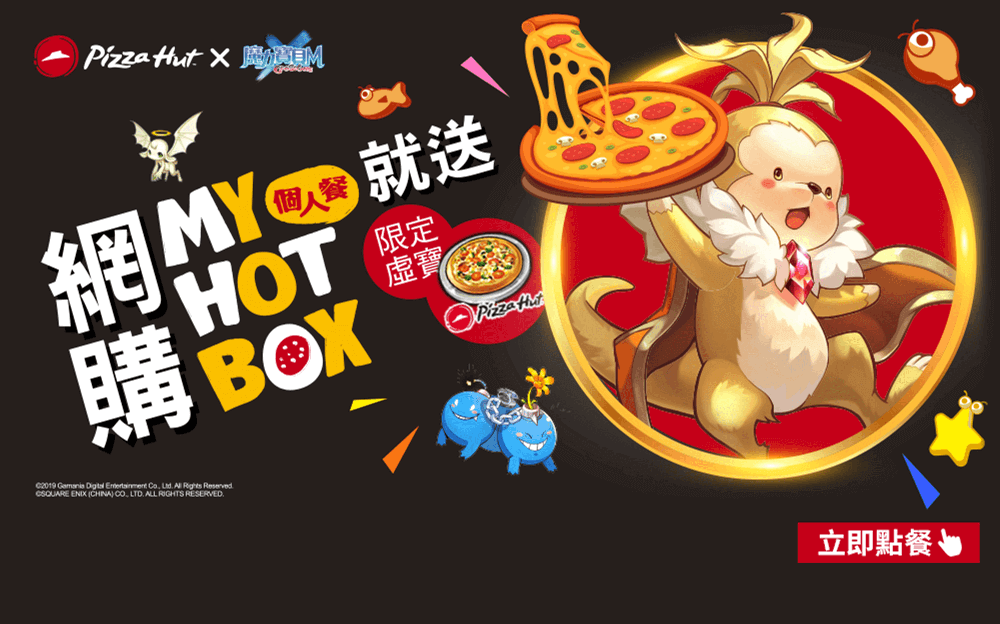 Pizza Hut X 魔力寶貝M
網購
MY 個人餐 就送
HOT
BOX
限定
虛寶
Pizza Hut
©2019 Gamania Digital Entertainment Co., Ltd. All Rights Reserved.
©SQUARE ENIX (CHINA) CO., LTD. ALL RIGHTS RESERVED.
立即點餐